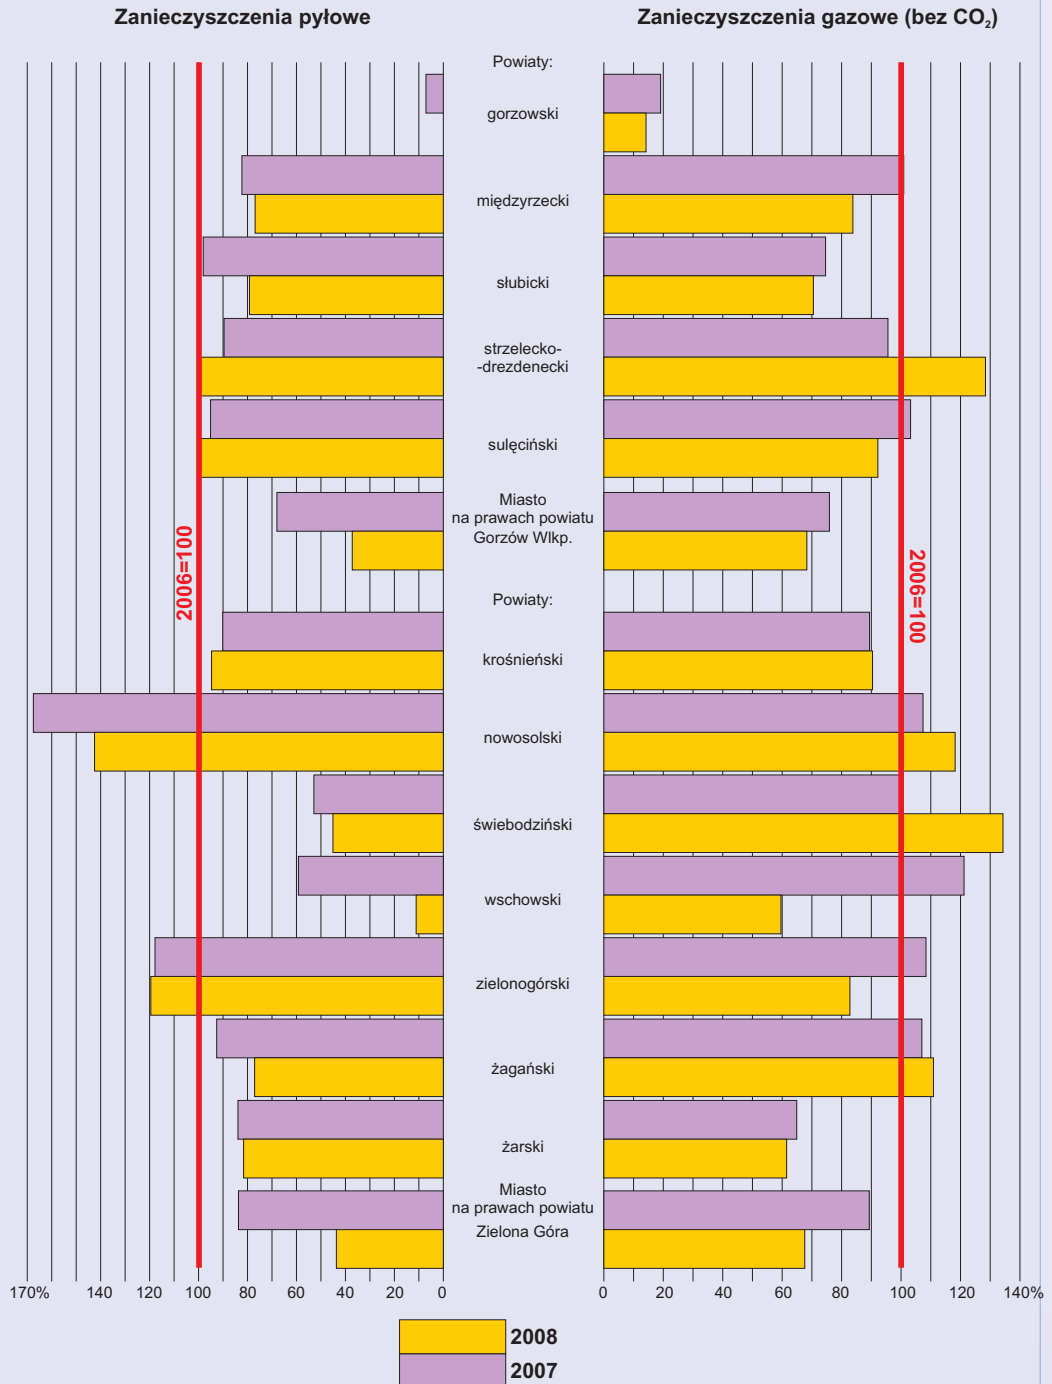 Zanieczyszczenia pyłowe
Zanieczyszczenia gazowe (bez CO₂)
Powiaty:
gorzowski
międzyrzecki
słubicki
strzelecko-
-drezdenecki
sulęciński
Miasto
na prawach powiatu
Gorzów Wlkp.
2006=100
2006=100
Powiaty:
krośnieński
nowosolski
świebodziński
wschowski
zielonogórski
żagański
żarski
Miasto
na prawach powiatu
Zielona Góra
170% 140 120 100 80 60 40 20 0
0 20 40 60 80 100 120 140%
2008
2007